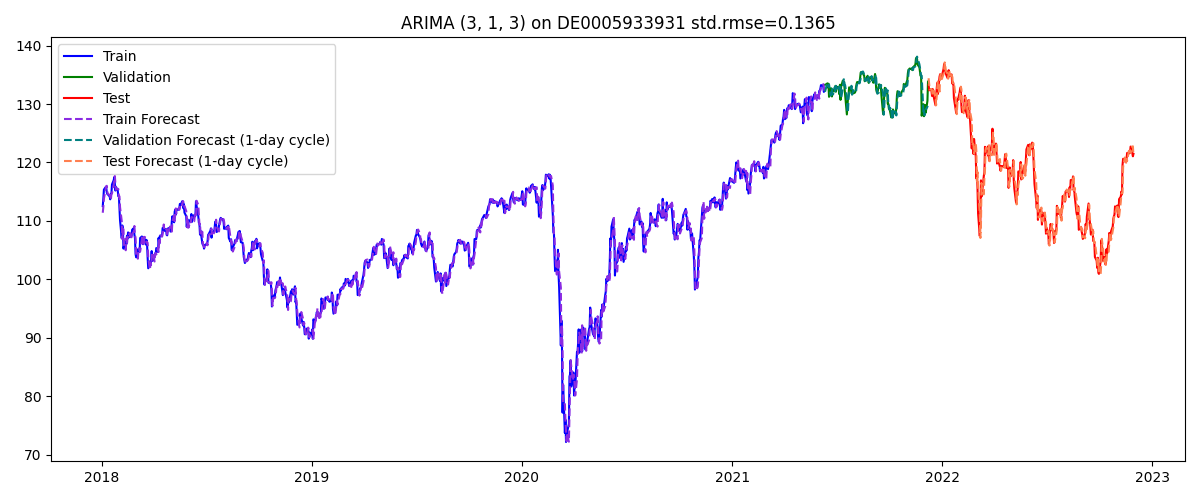 ARIMA (3, 1, 3) on DE0005933931 std.rmse=0.1365
Train
Validation
Test
Train Forecast
Validation Forecast (1-day cycle)
Test Forecast (1-day cycle)
140
130
120
110
100
90
80
70
2018
2019
2020
2021
2022
2023